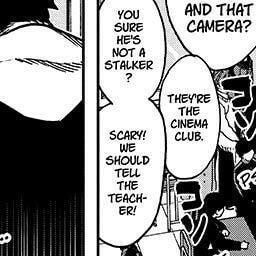 AND THAT
CAMERA?
YOU
SURE
HE'S
NOT A
STALKER
?
THEY'RE
THE
CINEMA
CLUB.
SCARY!
WE
SHOULD
TELL
THE
TEACH-
ER!